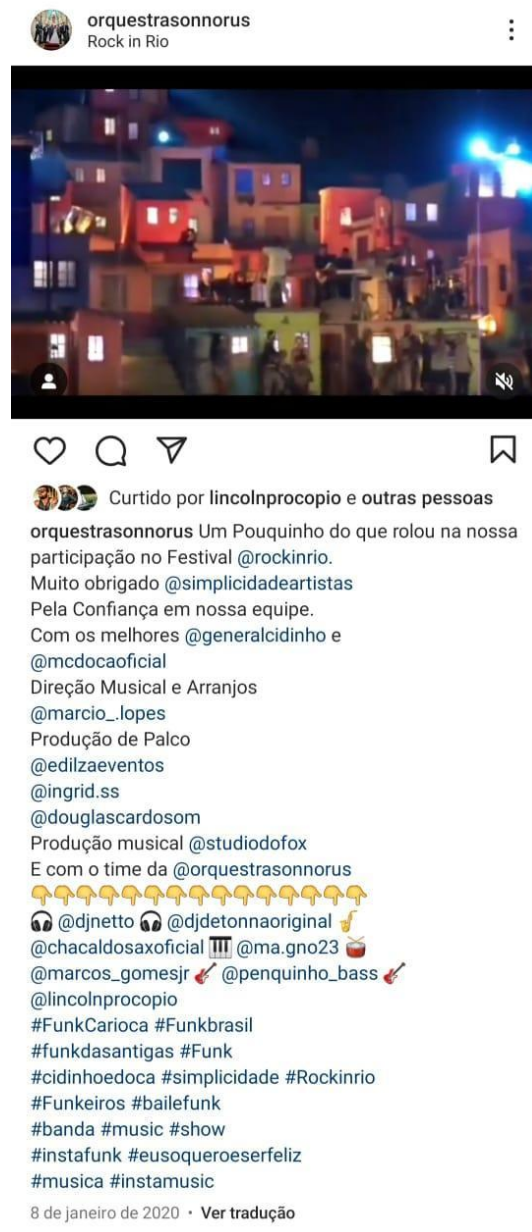 orquestrasonnorus
Rock in Rio
Curtido por lincolnprocopio e outras pessoas
orquestrasonnorus Um Pouquinho do que rolou na nossa
participação no Festival @rockinrio.
Muito obrigado @simplicidadeartistas
Pela Confiança em nossa equipe.
Com os melhores @generalcidinho e
@mcdocaoficial
Direção Musical e Arranjos
@marcio_.lopes
Produção de Palco
@edilzaeventos
@ingrid.ss
@douglascardosom
Produção musical @studiodofox
E com o time da @orquestrasonnorus
👇👇👇👇👇👇👇👇👇👇👇👇👇👇👇
🎧 @djnetto 🎧 @djdetonnaoriginal 🎷
@chacaldosaxoficial 🎹 @ma.gno23 🥁
@marcos_gomesjr 🎸 @penquinho_bass 🎸
@lincolnprocopio
#FunkCarioca #Funkbrasil
#funkdasantigas #Funk
#cidinhoedoca #simplicidade #Rockinrio
#Funkeiros #bailefunk
#banda #music #show
#instafunk #eusoqueroeserfeliz
#musica #instamusic
8 de janeiro de 2020 • Ver tradução